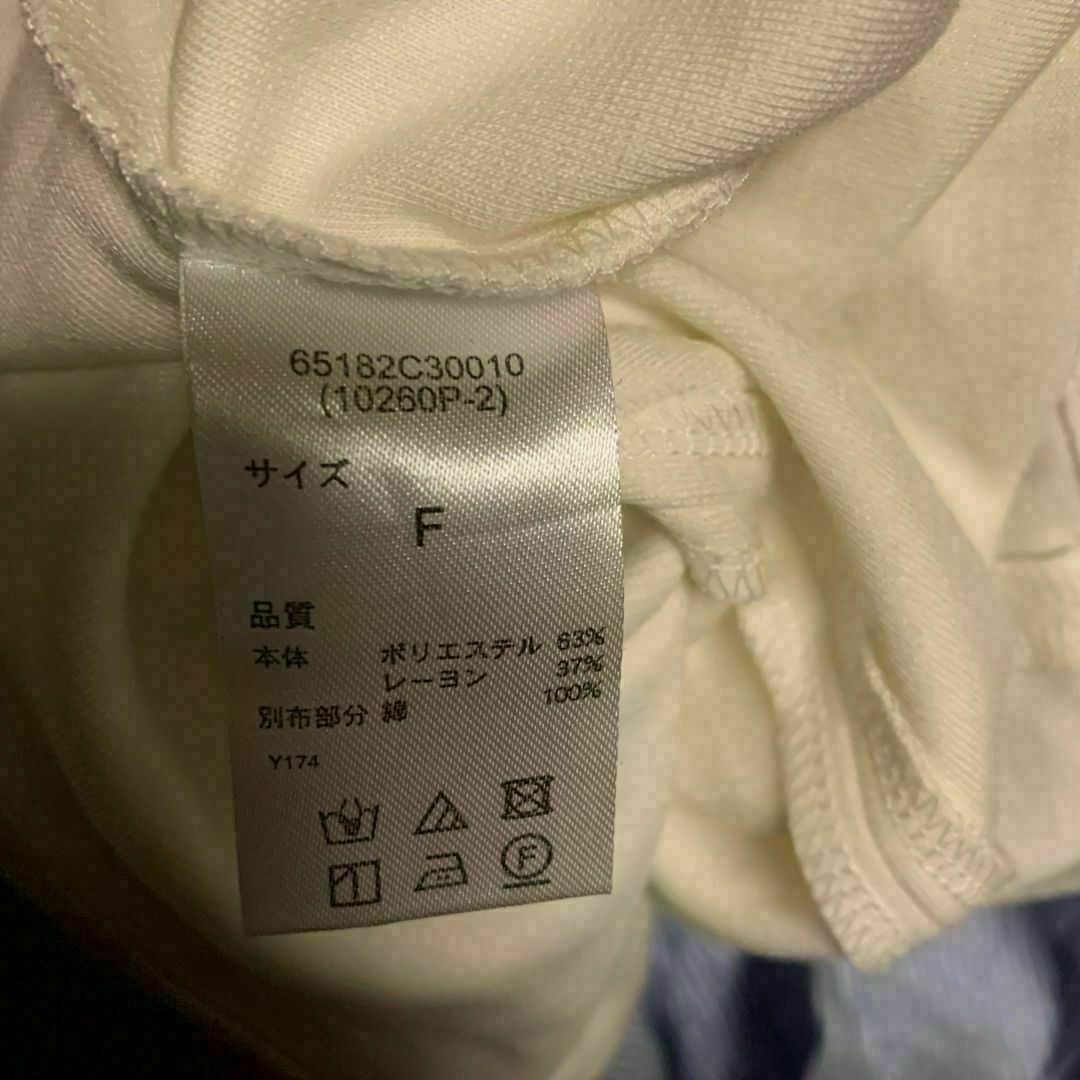 65182C30010
(10260P-2)
サイズ
F
品質
本体 ポリエステル 63%
レーヨン 37%
別布部分 綿 100%
Y174
F